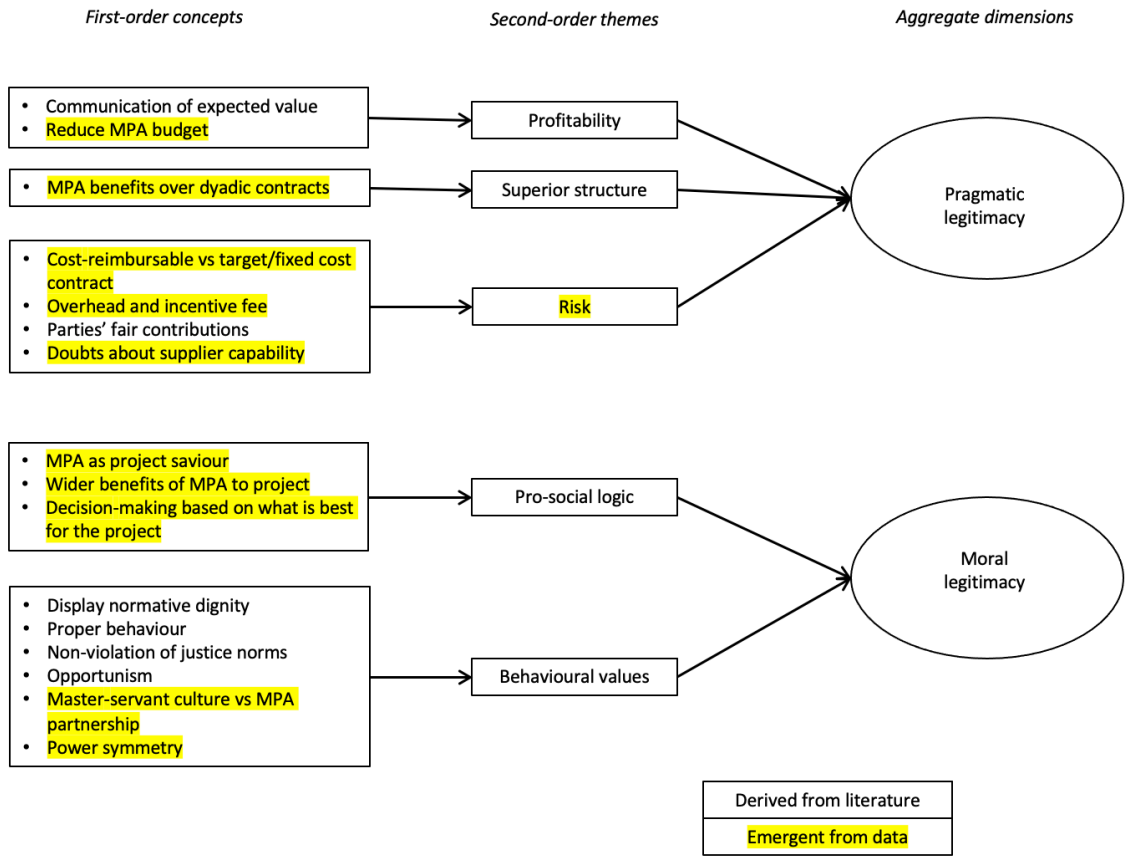 First-order concepts
Second-order themes
Aggregate dimensions
• Communication of expected value
• Reduce MPA budget
Profitability
• MPA benefits over dyadic contracts
Superior structure
Pragmatic
legitimacy
• Cost-reimbursable vs target/fixed cost
contract
• Overhead and incentive fee
• Parties’ fair contributions
• Doubts about supplier capability
Risk
• MPA as project saviour
• Wider benefits of MPA to project
• Decision-making based on what is best
for the project
Pro-social logic
Moral
legitimacy
• Display normative dignity
• Proper behaviour
• Non-violation of justice norms
• Opportunism
• Master-servant culture vs MPA
partnership
• Power symmetry
Behavioural values
Derived from literature
Emergent from data